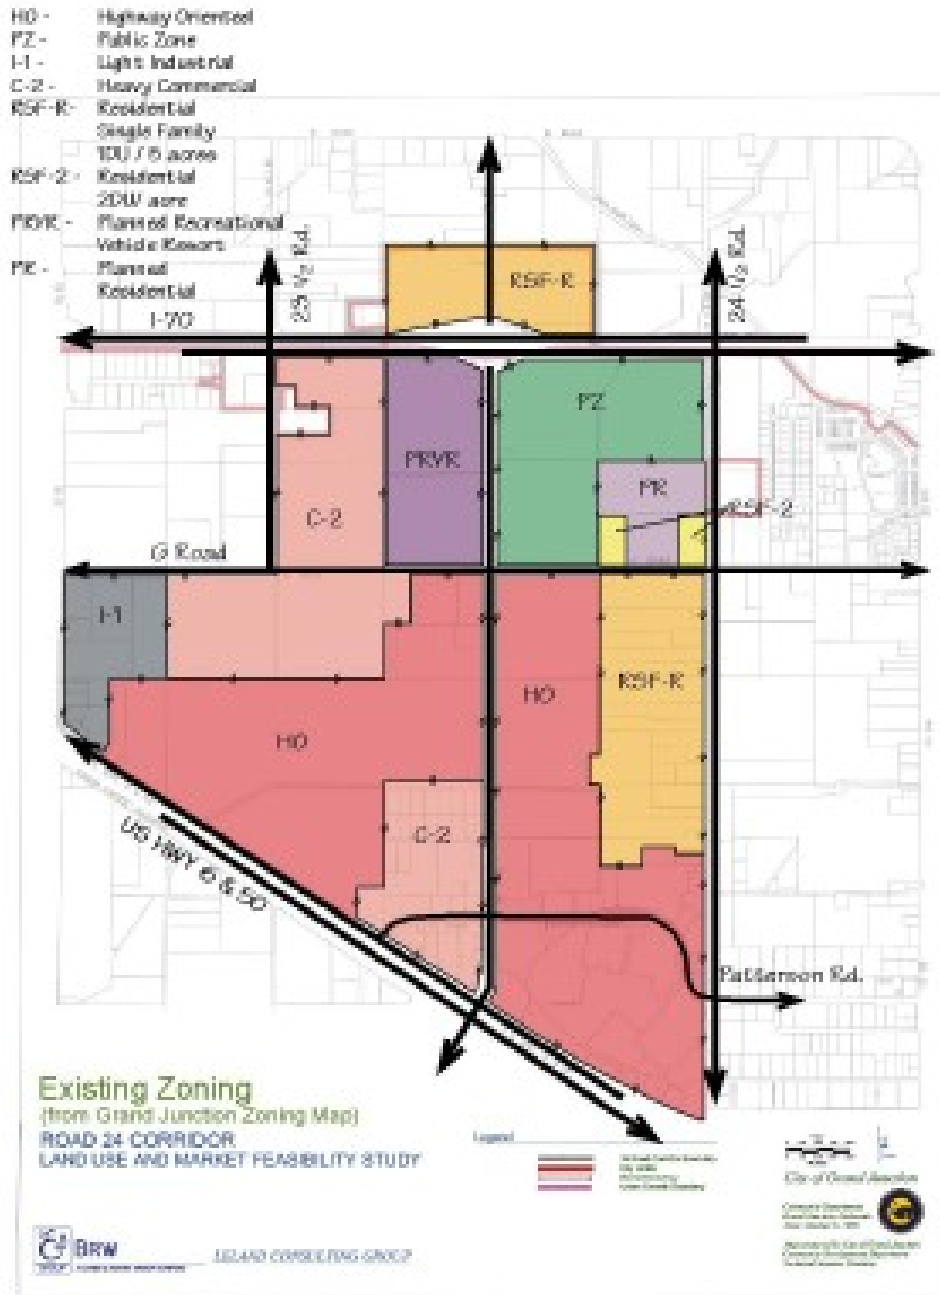 HO - Highway Oriented
PZ - Public Zone
I-1 - Light Industrial
C-2 - Heavy Commercial
RSF-R- Residential
Single Family
1DU / 5 acres
RSF-2 - Residential
2DU/ acre
PRVR - Planned Recreational
Vehicle Resort
PR - Planned
Residential
23 1/2 Rd.
24 1/2 Rd.
RSF-R
I-70
PZ
PRVR
PR
RSF-2
C-2
G Road
I-1
RSF-R
HO
HO
C-2
US HWY 6 & 50
Patterson Rd.
Existing Zoning
(from Grand Junction Zoning Map)
ROAD 24 CORRIDOR
LAND USE AND MARKET FEASIBILITY STUDY
Legend
City of Grand Junction
BRW
LELAND CONSULTING GROUP